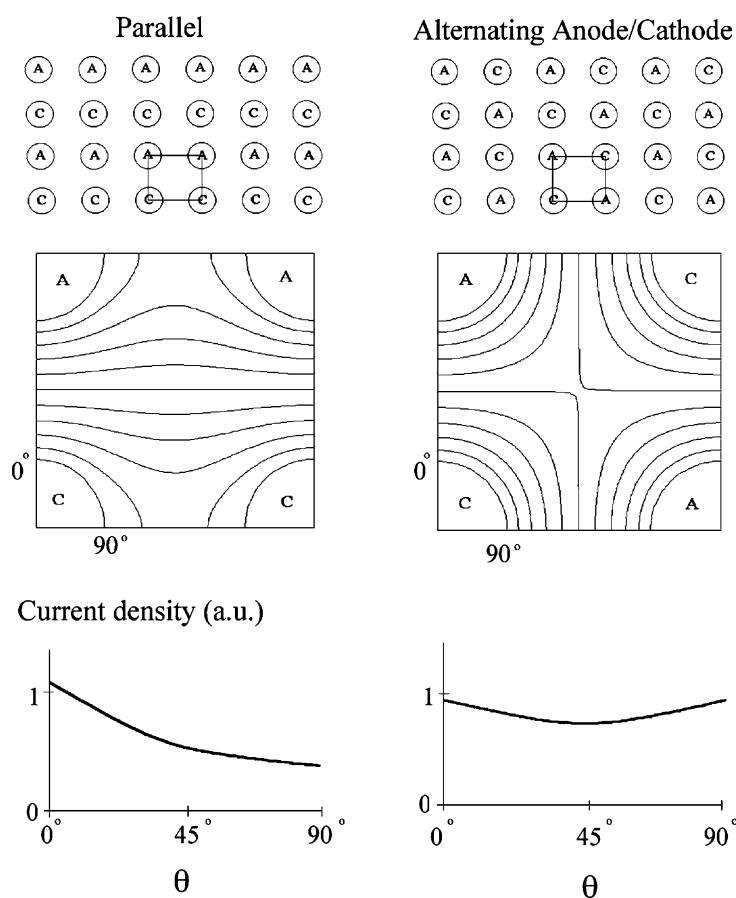 Parallel
Alternating Anode/Cathode
A A A A A A
A C A C A C
C C C C C C
C A C A C A
A A A A A A
A C A C A C
C C C C C C
C A C A C A
A A
A C
0°
0°
C C
C A
90°
90°
Current density (a.u.)
1
1
0
0
0° 45° 90°
0° 45° 90°
θ
θ